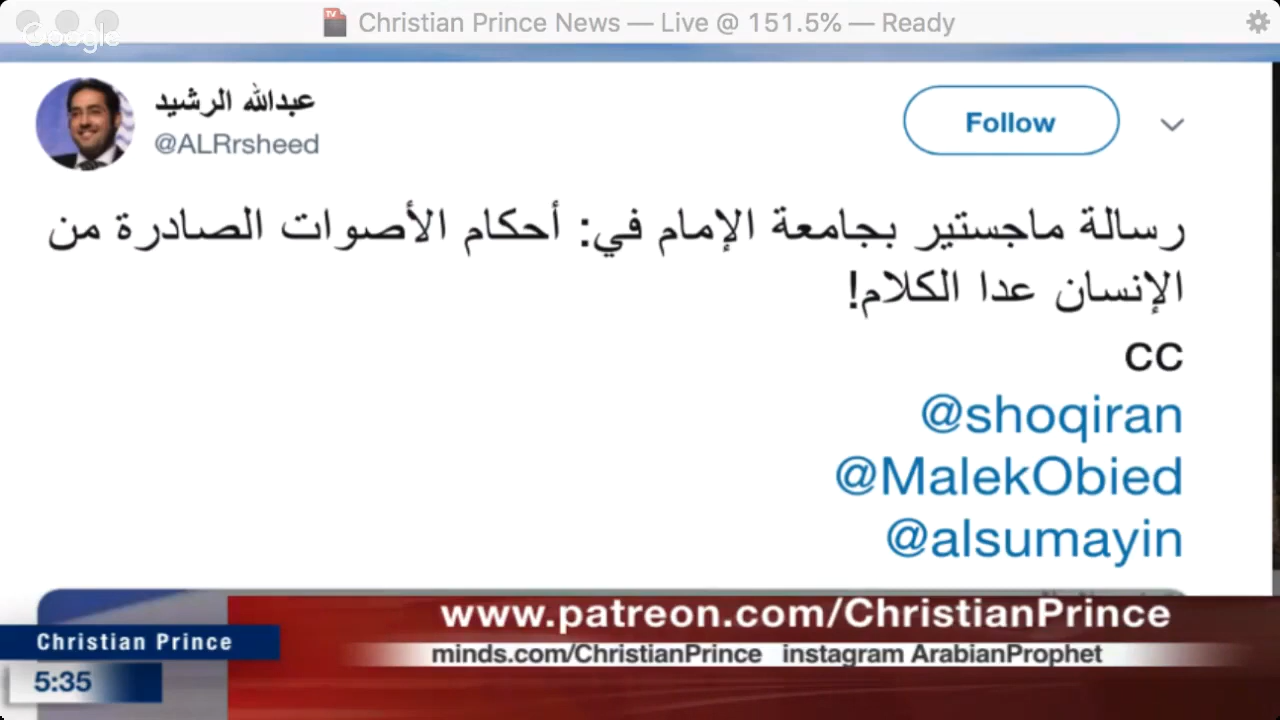 Christian Prince News — Live @ 151.5% — Ready
Google
عبدالله الرشيد
@ALRrsheed
Follow
رسالة ماجستير بجامعة الإمام في: أحكام الأصوات الصادرة من
الإنسان عدا الكلام!
cc
@shoqiran
@MalekObied
@alsumayin
www.patreon.com/ChristianPrince
Christian Prince
minds.com/ChristianPrince instagram ArabianProphet
5:35